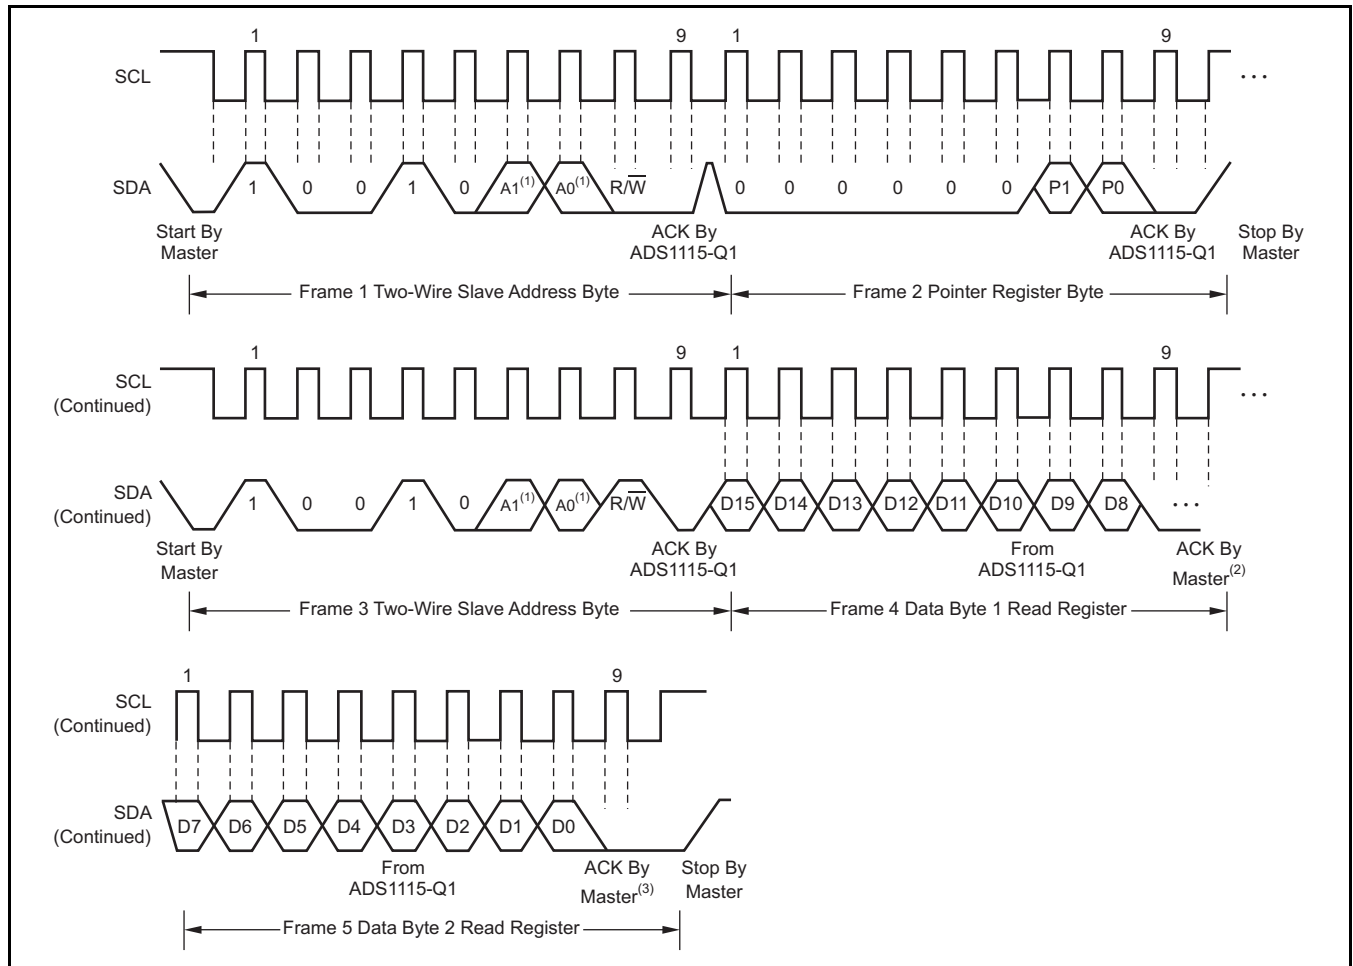 1 9 1 9
SCL ...
SDA 1 0 0 1 0 A1(1) A0(1) R/W̅ 0 0 0 0 0 0 P1 P0
Start By ACK By ACK By Stop By
Master ADS1115-Q1 ADS1115-Q1 Master
Frame 1 Two-Wire Slave Address Byte Frame 2 Pointer Register Byte
1 9 1 9
SCL
(Continued) ...
SDA
(Continued) 1 0 0 1 0 A1(1) A0(1) R/W̅ D15 D14 D13 D12 D11 D10 D9 D8 ...
Start By ACK By From ACK By
Master ADS1115-Q1 ADS1115-Q1 Master(2)
Frame 3 Two-Wire Slave Address Byte Frame 4 Data Byte 1 Read Register
1 9
SCL
(Continued)
SDA
(Continued) D7 D6 D5 D4 D3 D2 D1 D0
From ACK By Stop By
ADS1115-Q1 Master(3) Master
Frame 5 Data Byte 2 Read Register